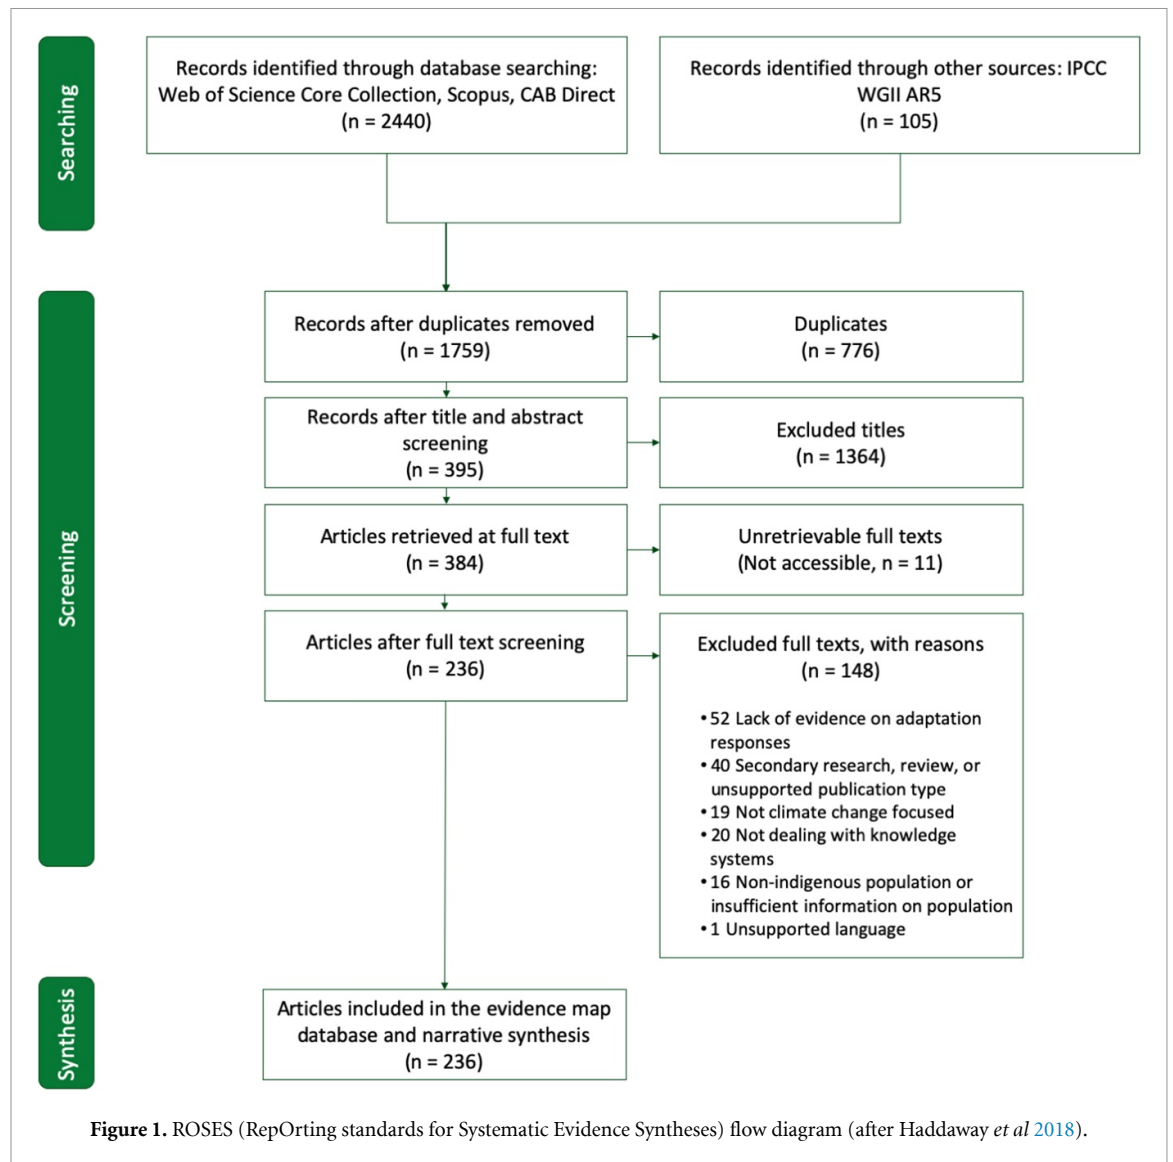 Searching
Records identified through database searching:
Web of Science Core Collection, Scopus, CAB Direct
(n = 2440)
Records identified through other sources: IPCC
WGII AR5
(n = 105)
Screening
Records after duplicates removed
(n = 1759)
Duplicates
(n = 776)
Records after title and abstract
screening
(n = 395)
Excluded titles
(n = 1364)
Articles retrieved at full text
(n = 384)
Unretrievable full texts
(Not accessible, n = 11)
Articles after full text screening
(n = 236)
Excluded full texts, with reasons
(n = 148)
• 52 Lack of evidence on adaptation
responses
• 40 Secondary research, review, or
unsupported publication type
• 19 Not climate change focused
• 20 Not dealing with knowledge
systems
• 16 Non-indigenous population or
insufficient information on population
• 1 Unsupported language
Synthesis
Articles included in the evidence map
database and narrative synthesis
(n = 236)
Figure 1. ROSES (RepOrting standards for Systematic Evidence Syntheses) flow diagram (after Haddaway et al 2018).